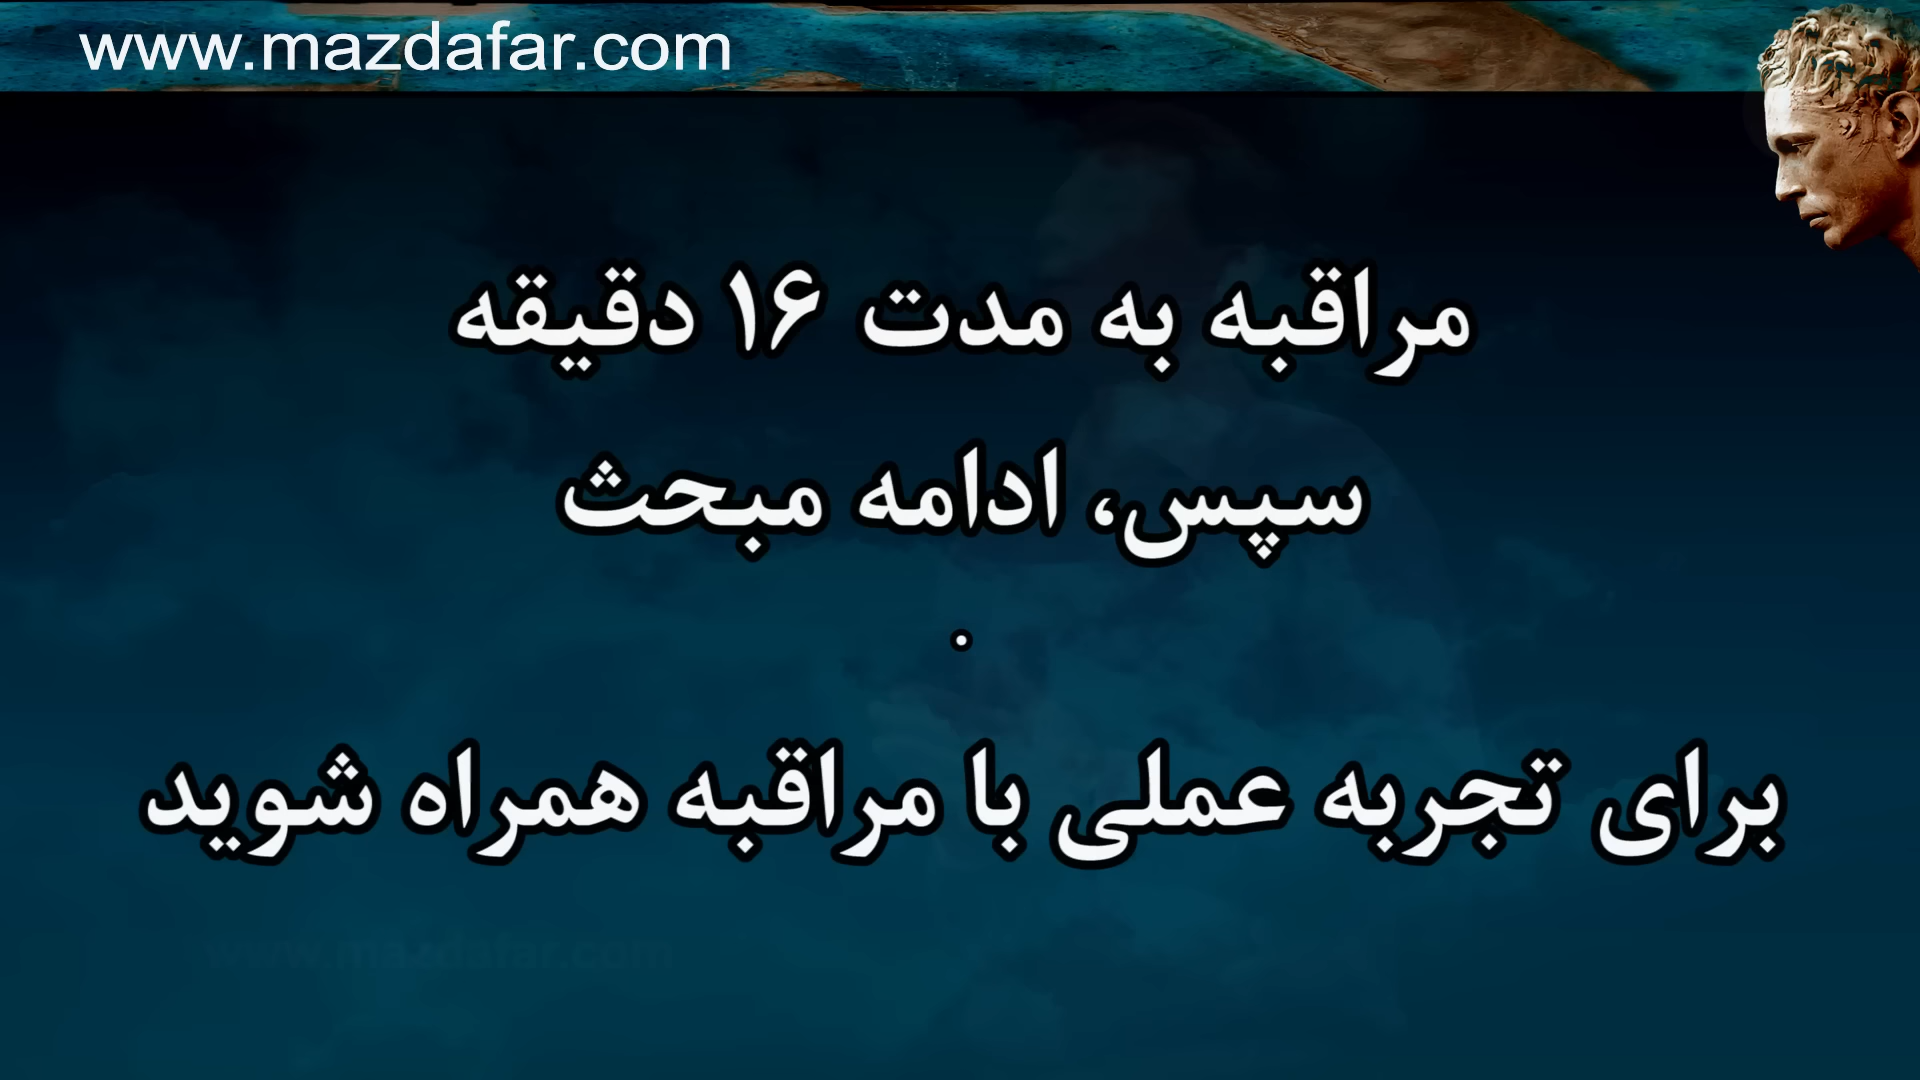 www.mazdafar.com
مراقبه به مدت ۱۶ دقیقه
سپس، ادامه مبحث
.
برای تجربه عملی با مراقبه همراه شوید
www.mazdafar.com